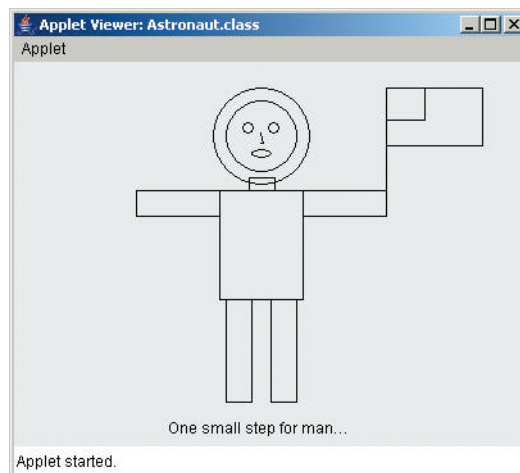 Applet Viewer: Astronaut.class
Applet
One small step for man...
Applet started.